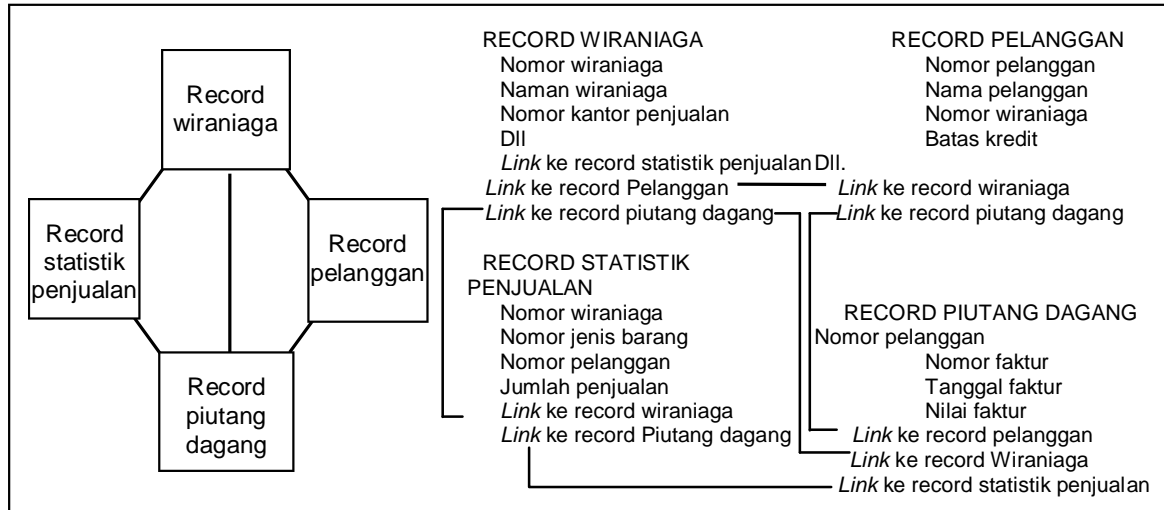 Record
wiraniaga
Record
statistik
penjualan
Record
pelanggan
Record
piutang
dagang
RECORD WIRANIAGA
Nomor wiraniaga
Naman wiraniaga
Nomor kantor penjualan
Dll
Link ke record statistik penjualan
Link ke record Pelanggan
Link ke record piutang dagang
RECORD PELANGGAN
Nomor pelanggan
Nama pelanggan
Nomor wiraniaga
Batas kredit
Dll.
Link ke record wiraniaga
Link ke record piutang dagang
RECORD STATISTIK
PENJUALAN
Nomor wiraniaga
Nomor jenis barang
Nomor pelanggan
Jumlah penjualan
Link ke record wiraniaga
Link ke record Piutang dagang
RECORD PIUTANG DAGANG
Nomor pelanggan
Nomor faktur
Tanggal faktur
Nilai faktur
Link ke record pelanggan
Link ke record Wiraniaga
Link ke record statistik penjualan